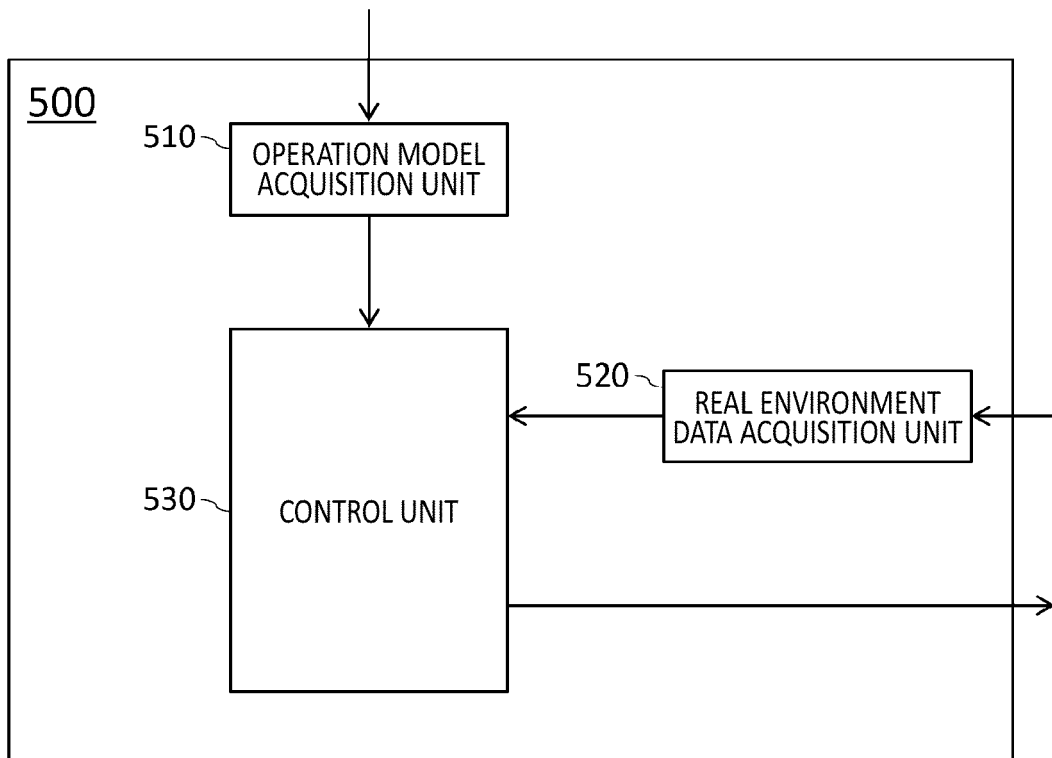 500
510
OPERATION MODEL
ACQUISITION UNIT
520
REAL ENVIRONMENT
DATA ACQUISITION UNIT
530
CONTROL UNIT